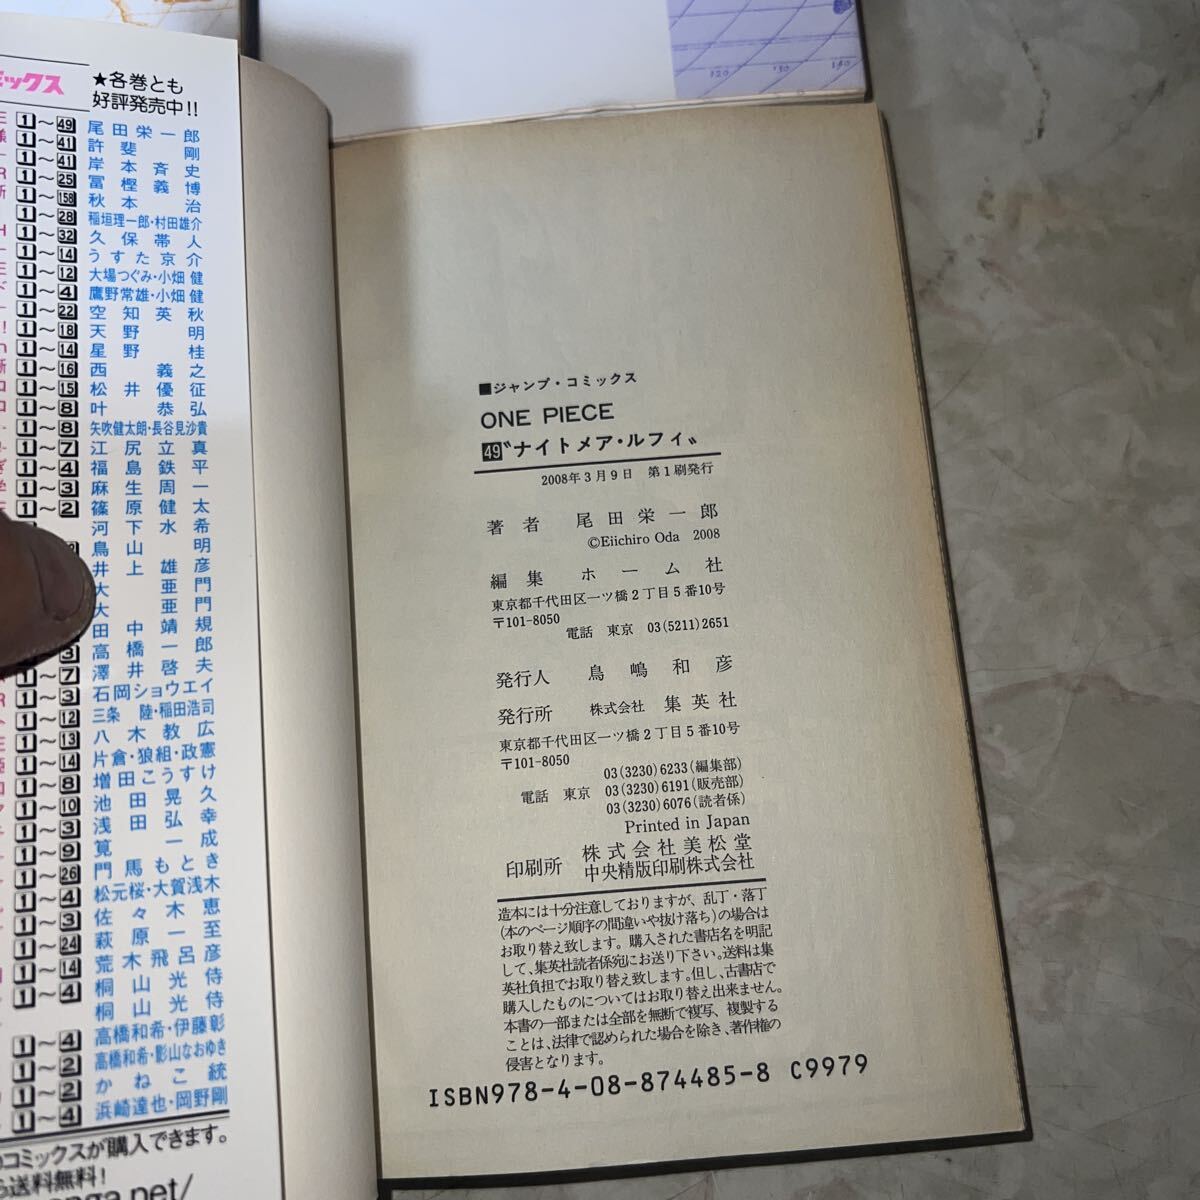 ミックス
★各巻とも
好評発売中!!
1～49 尾田栄一郎
1～41 許斐 剛
1～41 岸本斉史
1～25 冨樫義博
1～158 秋本 治
1～28 稲垣理一郎・村田雄介
1～32 久保帯人
1～14 うすた京介
1～12 大場つぐみ・小畑 健
1～4 鷹野常雄・小畑 健
1～22 空知英秋
1～18 天野 明
1～14 星野 桂
1～16 西 義之
1～15 松井優征
1～8 叶 恭弘
1～8 矢吹健太朗・長谷見沙貴
1～7 江尻立真
1～4 福島鉄平
1～3 麻生周一
1～2 篠原健太
河下水希
鳥山 明
井上雄彦
大 亜門
大 亜門
田中靖規
3 高橋一郎
～7 澤井啓夫
～3 石岡ショウエイ
1～12 三条 陸・稲田浩司
1～13 八木教広
1～14 片倉・狼組・政憲
1～8 増田こうすけ
1～10 池田晃久
1～3 浅田弘幸
1～9 筧 一成
1～26 門馬もとき
1～4 松元桜・大賀浅木
1～3 佐々木恵
1～24 萩原一至
1～14 荒木飛呂彦
1～4 桐山光侍
桐山光侍
1～4 高橋和希・伊藤彰
1～2 高橋和希・影山なおゆき
1～2 かねこ統
1～4 浜崎達也・岡野剛
のコミックスが購入できます。
ら送料無料!
nga.net/
120 130 140
■ジャンプ・コミックス
ONE PIECE
49〝ナイトメア・ルフィ〟
2008年3月9日 第1刷発行
著者 尾田栄一郎
©Eiichiro Oda 2008
編集 ホーム社
東京都千代田区一ツ橋2丁目5番10号
〒101-8050
電話 東京 03(5211)2651
発行人 鳥嶋和彦
発行所 株式会社 集英社
東京都千代田区一ツ橋2丁目5番10号
〒101-8050
03(3230)6233(編集部)
電話 東京 03(3230)6191(販売部)
03(3230)6076(読者係)
Printed in Japan
印刷所 株式会社美松堂
中央精版印刷株式会社
造本には十分注意しておりますが、乱丁・落丁
(本のページ順序の間違いや抜け落ち)の場合は
お取り替え致します。購入された書店名を明記
して、集英社読者係宛にお送り下さい。送料は集
英社負担でお取り替え致します。但し、古書店で
購入したものについてはお取り替え出来ません。
本書の一部または全部を無断で複写、複製する
ことは、法律で認められた場合を除き、著作権の
侵害となります。
ISBN978-4-08-874485-8 C9979